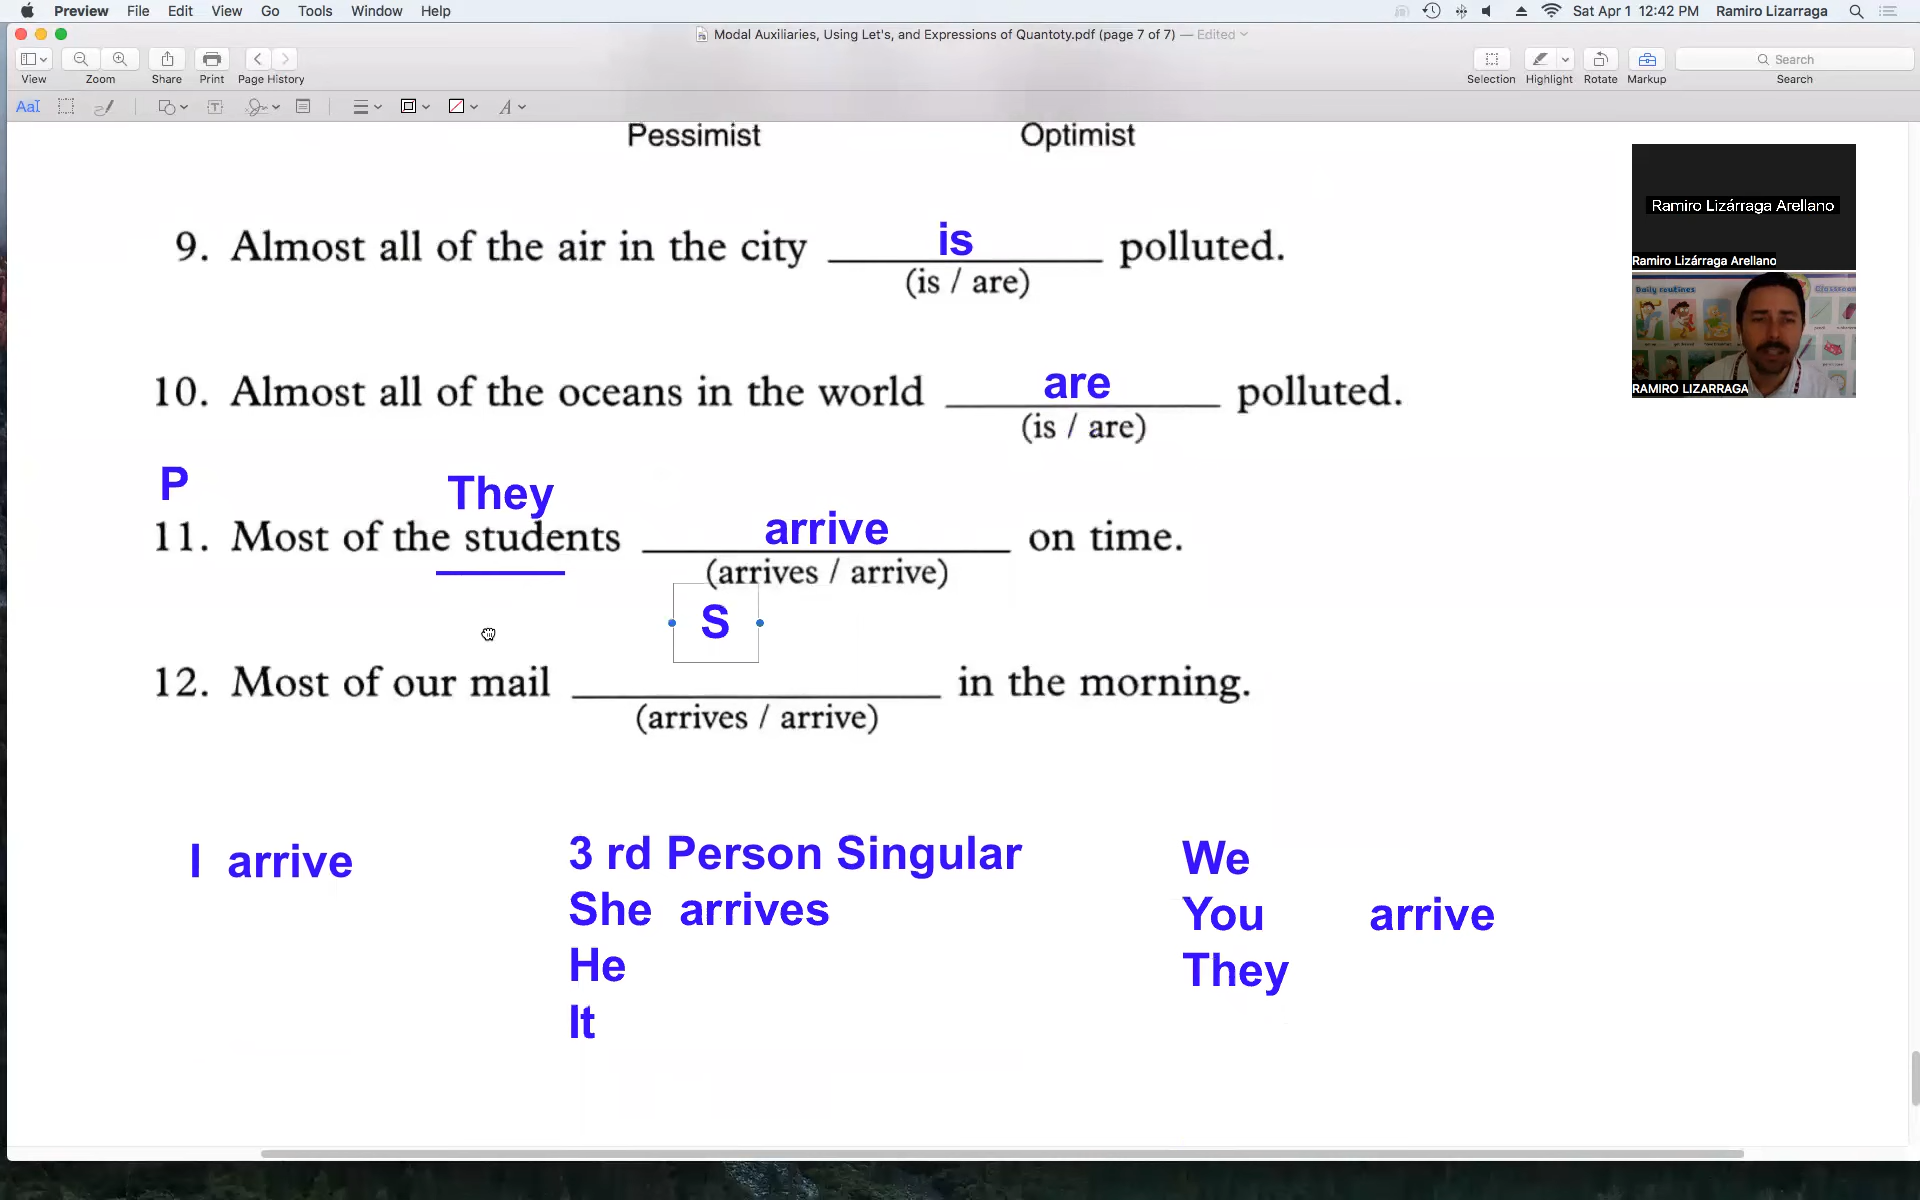 Preview File Edit View Go Tools Window Help Sat Apr 1 12:42 PM Ramiro Lizarraga
Modal Auxiliaries, Using Let's, and Expressions of Quantoty.pdf (page 7 of 7) — Edited
Search
View Zoom Share Print Page History Selection Highlight Rotate Markup Search
AaI T A
Pessimist Optimist
Ramiro Lizárraga Arellano
Ramiro Lizárraga Arellano
Daily routines
RAMIRO LIZARRAGA
9. Almost all of the air in the city is polluted.
(is / are)
10. Almost all of the oceans in the world are polluted.
(is / are)
P They
11. Most of the students arrive on time.
(arrives / arrive)
S
12. Most of our mail ____ in the morning.
(arrives / arrive)
I arrive 3 rd Person Singular We
She arrives You arrive
He They
It